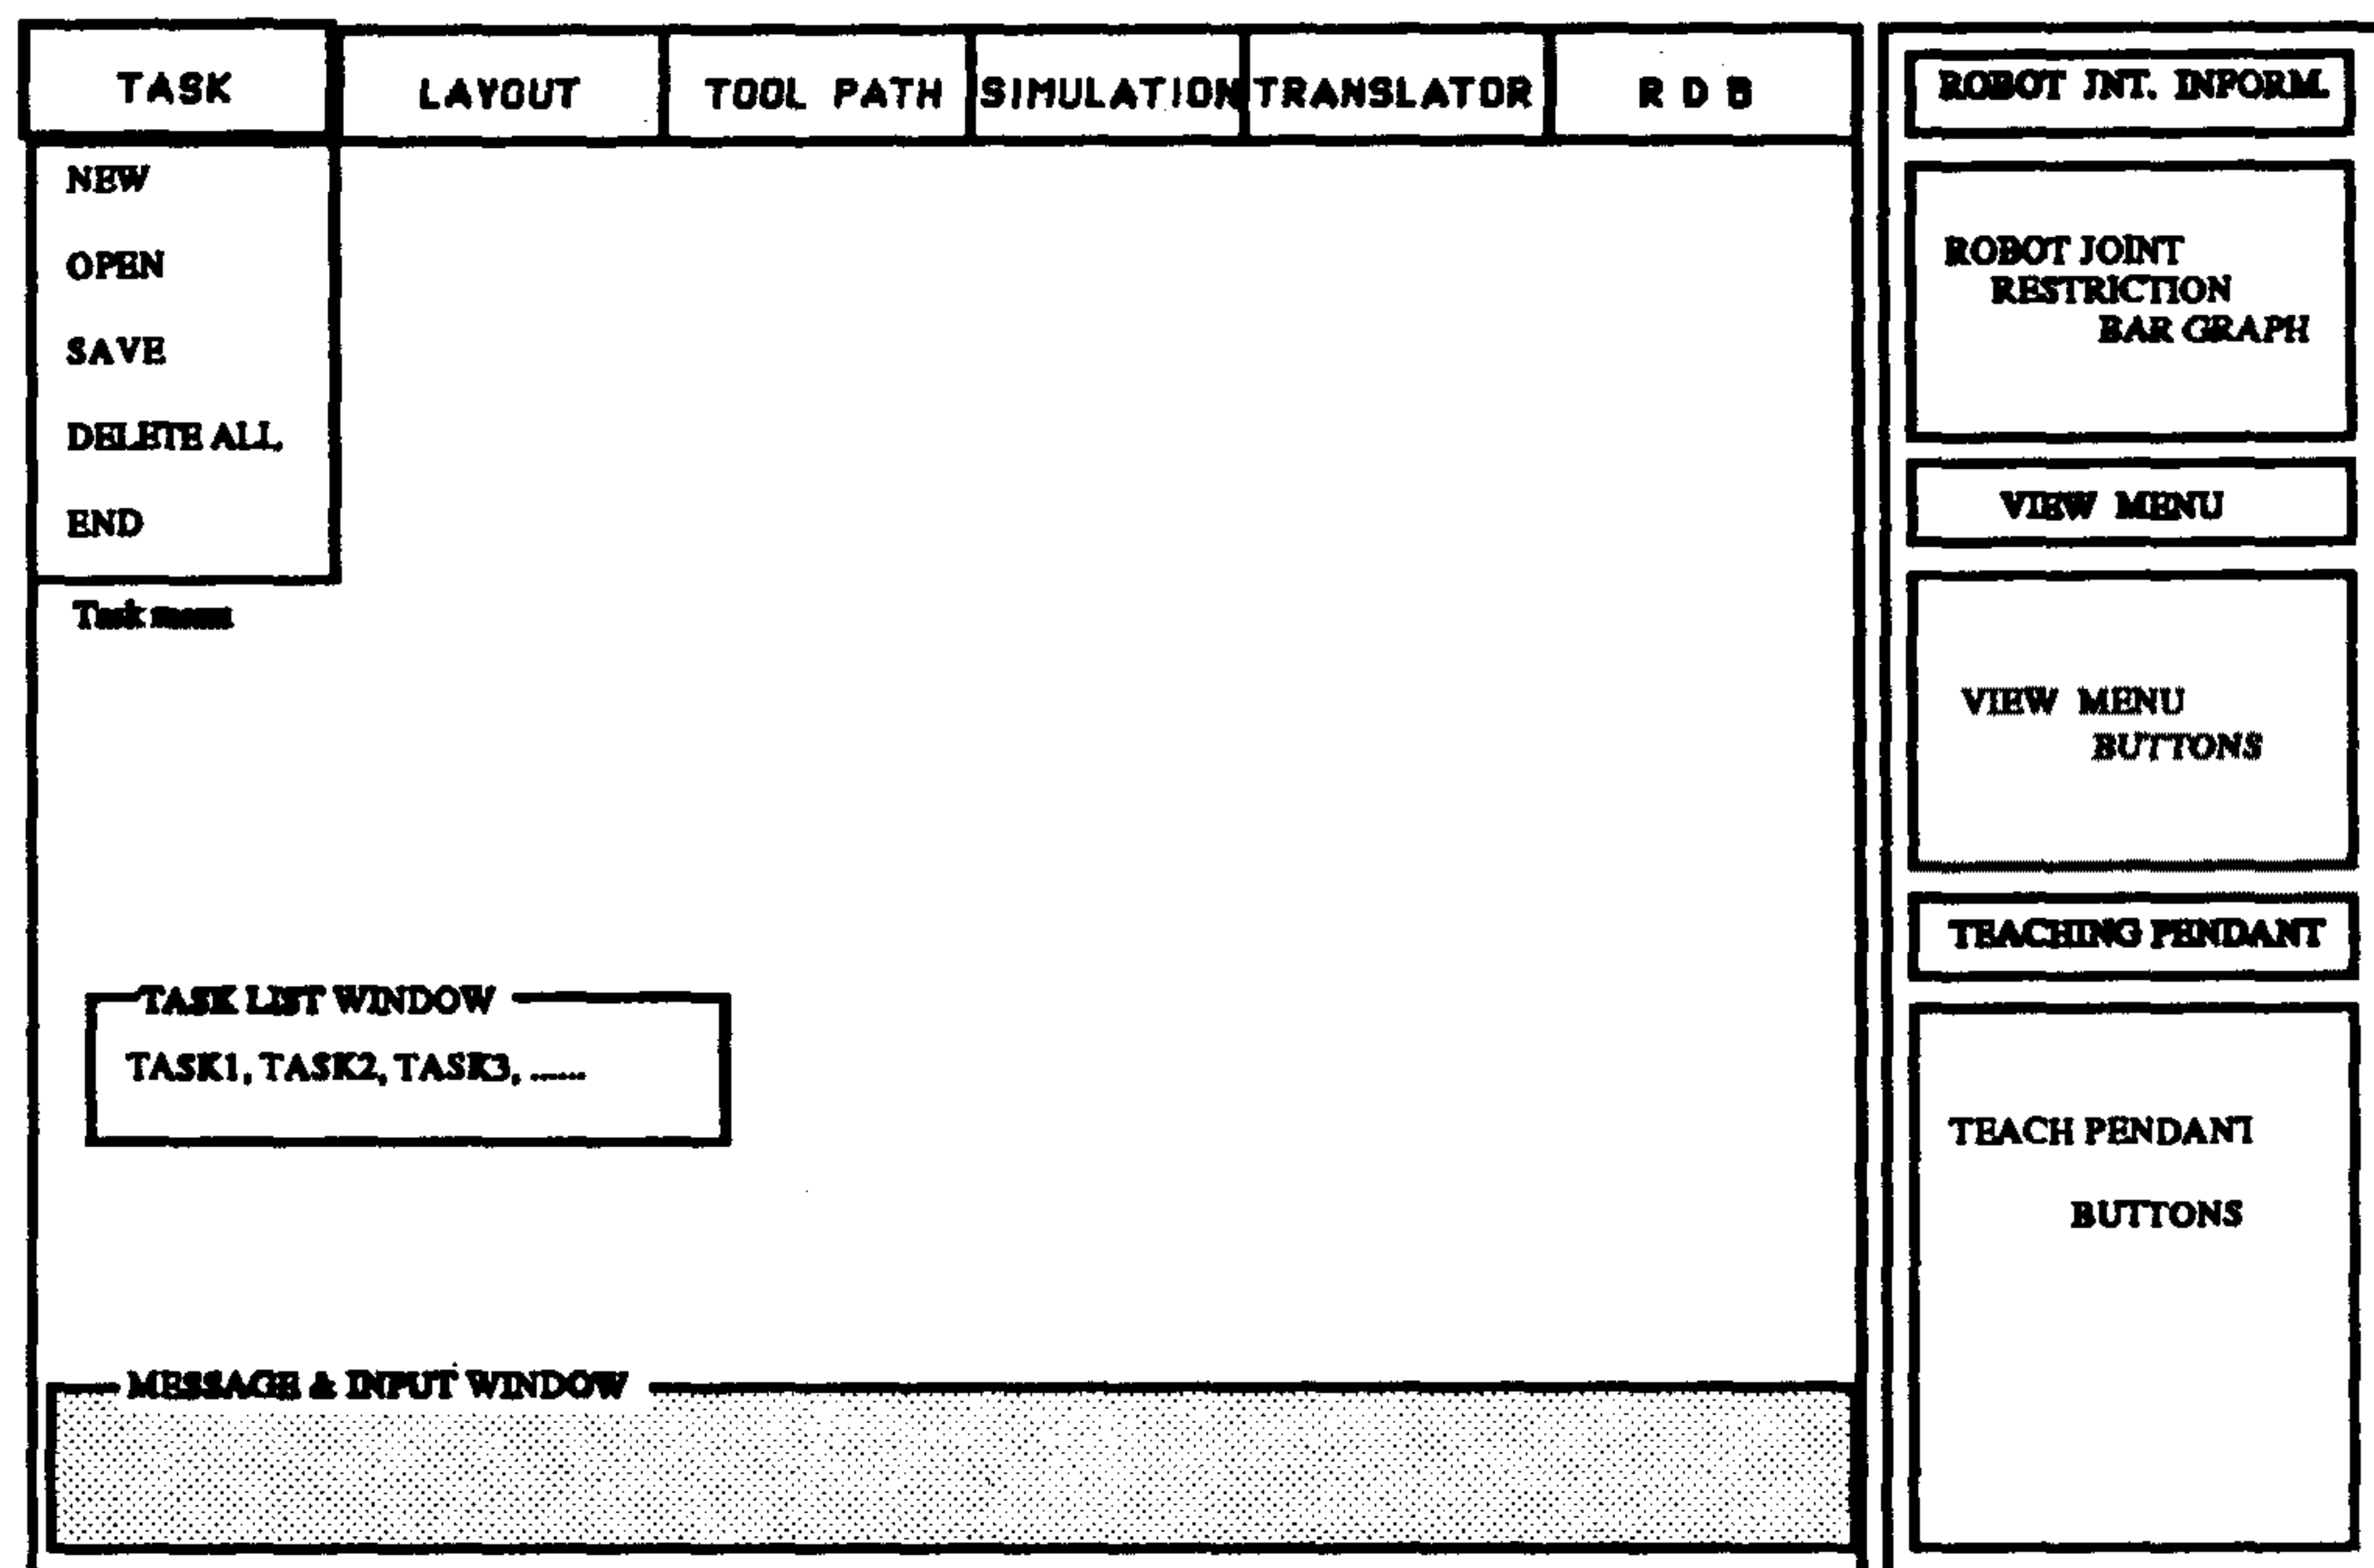 TASK
LAYOUT
TOOL PATH
SIMULATION
TRANSLATOR
R D B
NEW
OPEN
SAVE
DELETE ALL
END
Task menu
TASK LIST WINDOW
TASK1, TASK2, TASK3, ......
MESSAGE & INPUT WINDOW
ROBOT JNT. INFORM.
ROBOT JOINT
RESTRICTION
BAR GRAPH
VIEW MENU
VIEW MENU
BUTTONS
TEACHING PENDANT
TEACH PENDANT
BUTTONS